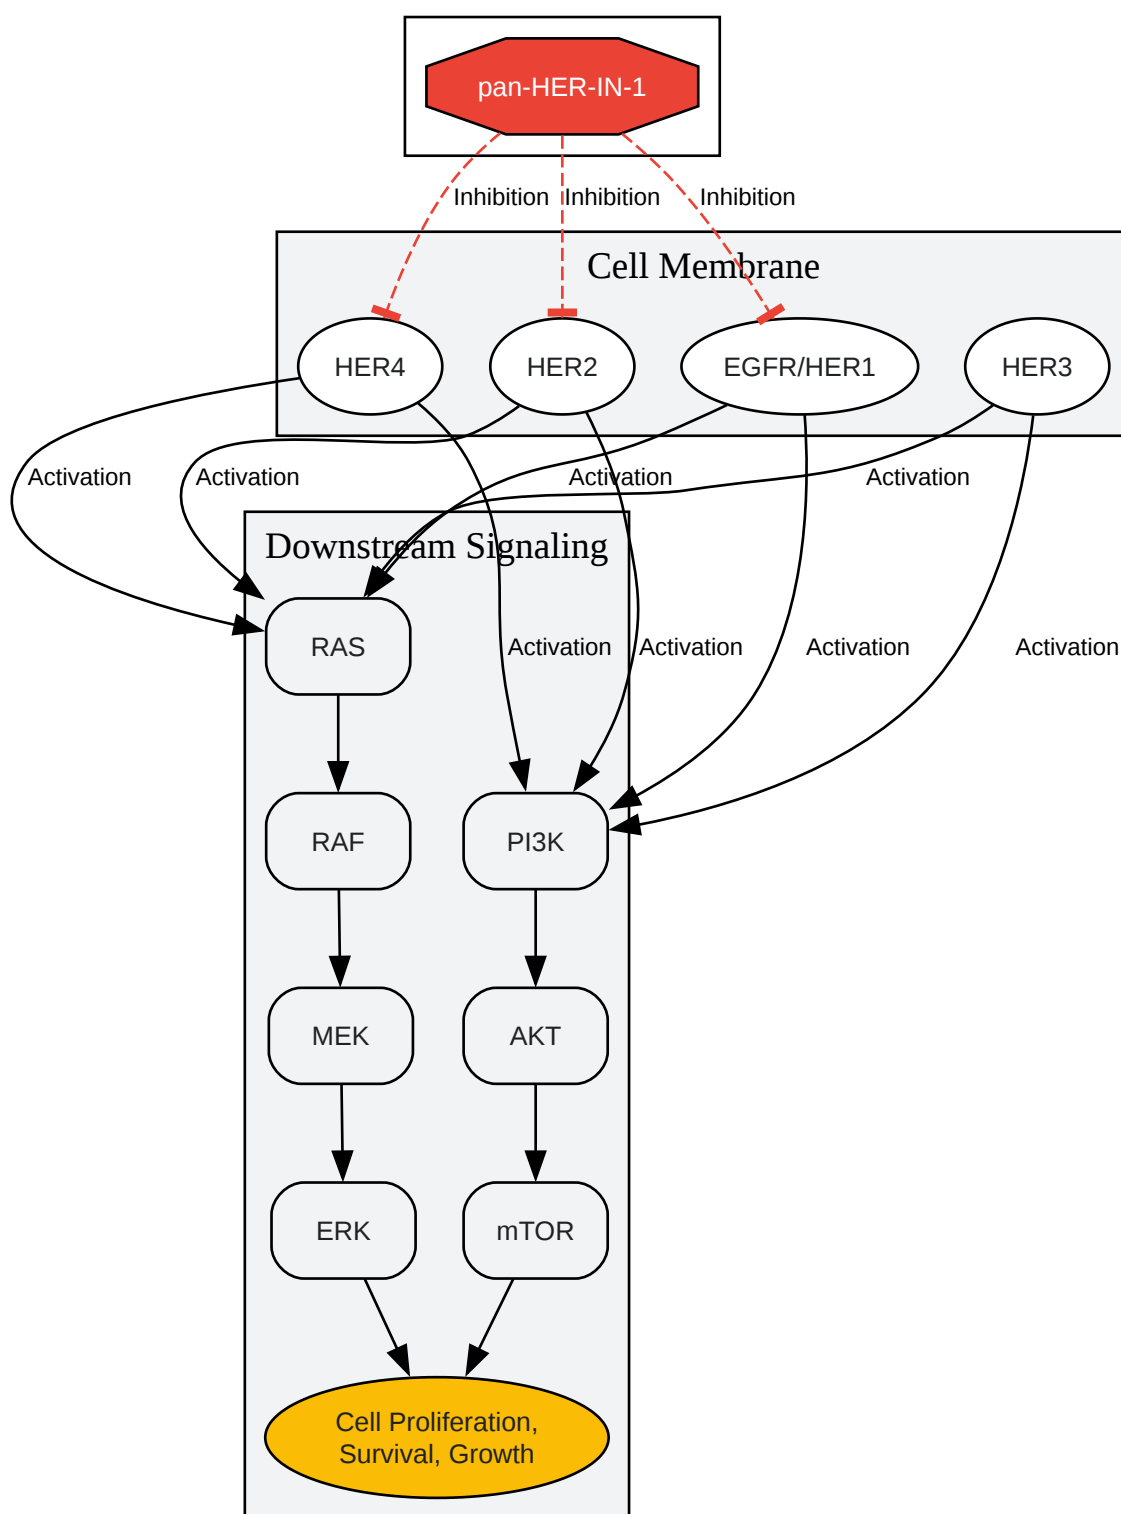 pan-HER-IN-1
Inhibition
Inhibition
Inhibition
Cell Membrane
HER4
HER2
EGFR/HER1
HER3
Activation
Activation
Activation
Activation
Downstream Signaling
RAS
Activation
Activation
Activation
Activation
RAF
PI3K
MEK
AKT
ERK
mTOR
Cell Proliferation,
Survival, Growth